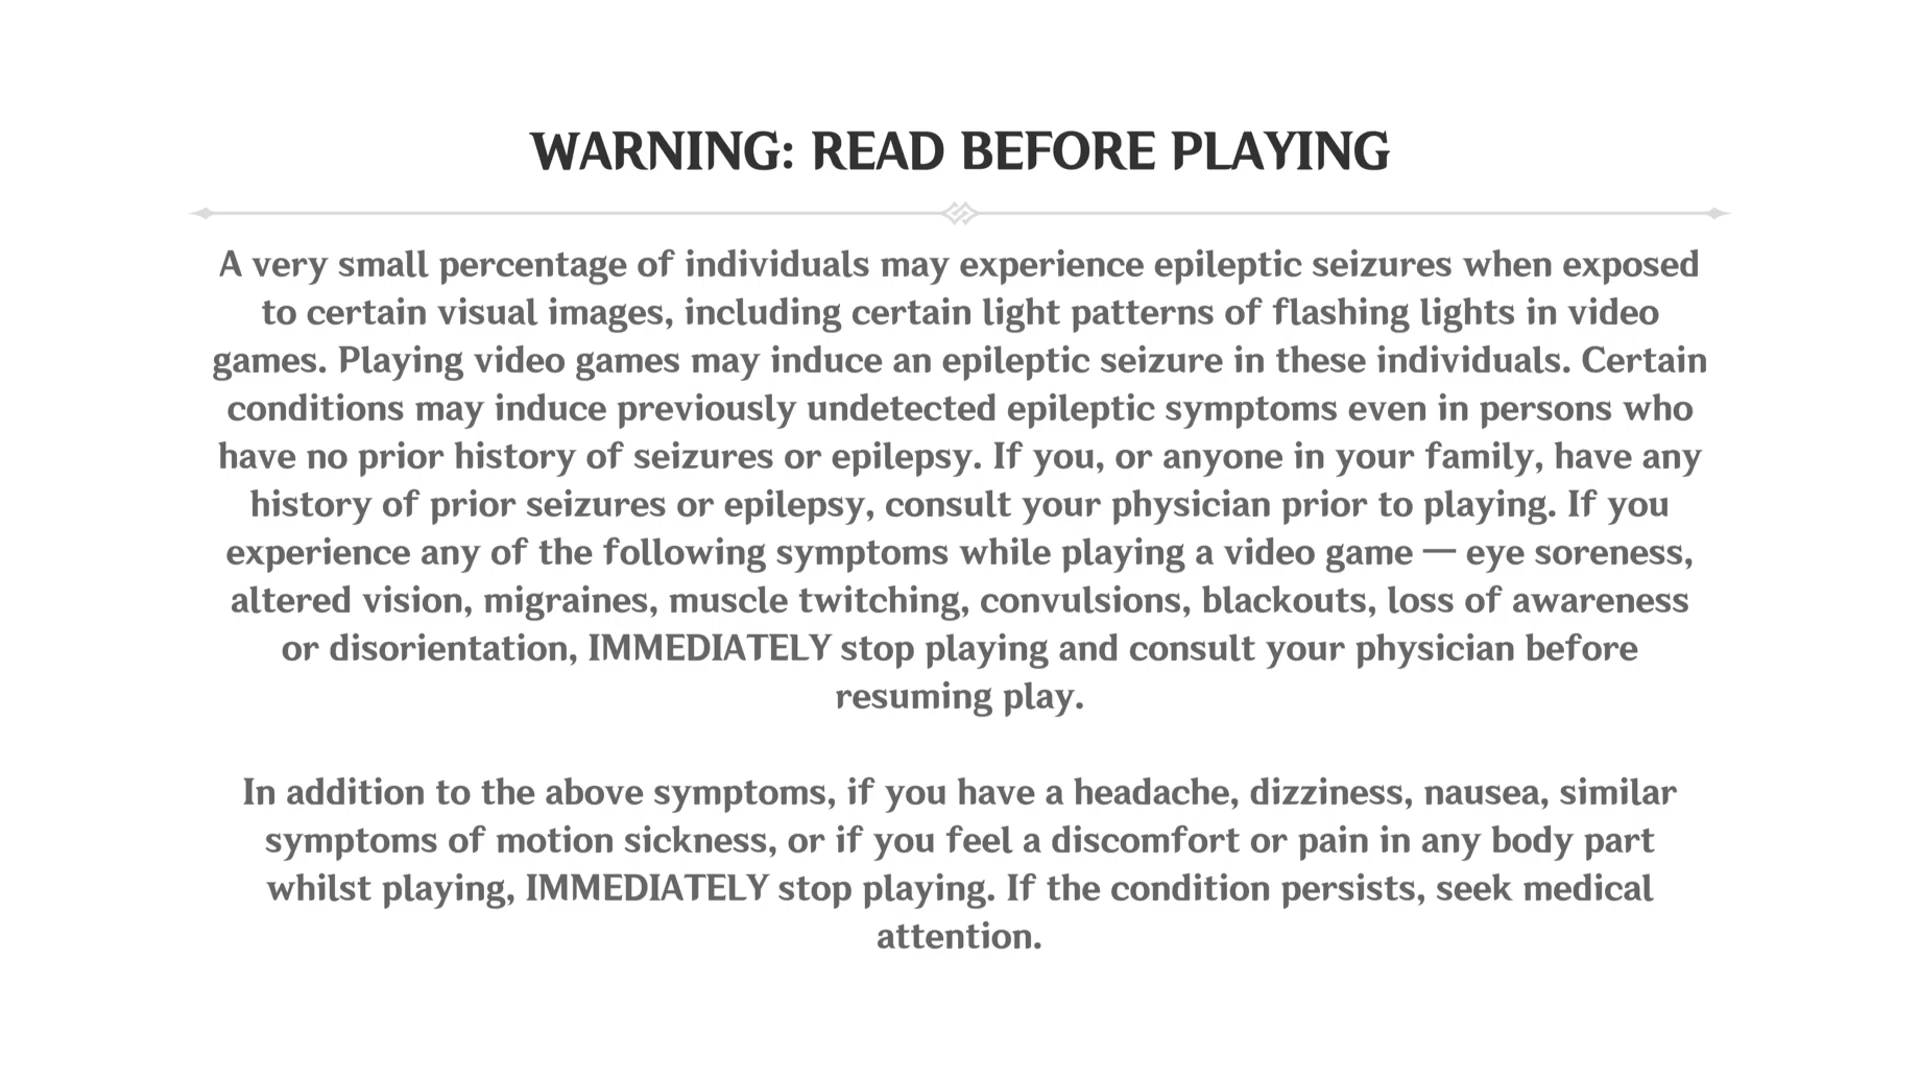 WARNING: READ BEFORE PLAYING
A very small percentage of individuals may experience epileptic seizures when exposed
to certain visual images, including certain light patterns of flashing lights in video
games. Playing video games may induce an epileptic seizure in these individuals. Certain
conditions may induce previously undetected epileptic symptoms even in persons who
have no prior history of seizures or epilepsy. If you, or anyone in your family, have any
history of prior seizures or epilepsy, consult your physician prior to playing. If you
experience any of the following symptoms while playing a video game — eye soreness,
altered vision, migraines, muscle twitching, convulsions, blackouts, loss of awareness
or disorientation, IMMEDIATELY stop playing and consult your physician before
resuming play.
In addition to the above symptoms, if you have a headache, dizziness, nausea, similar
symptoms of motion sickness, or if you feel a discomfort or pain in any body part
whilst playing, IMMEDIATELY stop playing. If the condition persists, seek medical
attention.